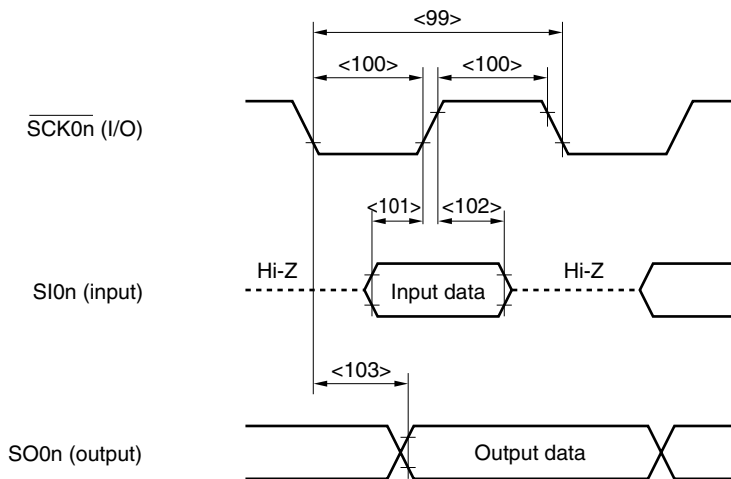 <99>
<100> <100>
SCK0n (I/O)
<101> <102>
Hi-Z Hi-Z
SI0n (input) Input data
<103>
SO0n (output) Output data